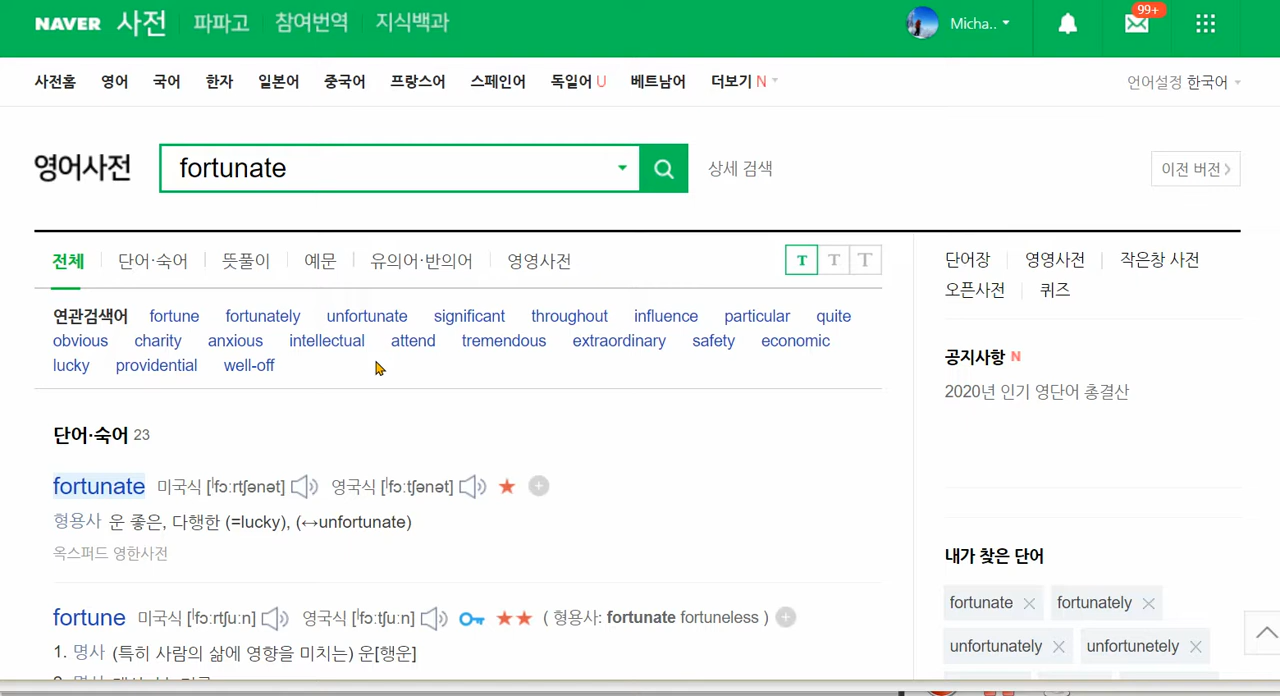 NAVER 사전 파파고 참여번역 지식백과 Micha.. 99+
사전홈 영어 국어 한자 일본어 중국어 프랑스어 스페인어 독일어 U 베트남어 더보기 N 언어설정 한국어
영어사전 fortunate 상세 검색 이전 버전
전체 단어·숙어 뜻풀이 예문 유의어·반의어 영영사전 T T T
연관검색어 fortune fortunately unfortunate significant throughout influence particular quite
obvious charity anxious intellectual attend tremendous extraordinary safety economic
lucky providential well-off
단어·숙어 23
fortunate 미국식 [ˈfɔːrtʃənət] 영국식 [ˈfɔːtʃənət]
형용사 운 좋은, 다행한 (=lucky), (↔unfortunate)
옥스퍼드 영한사전
fortune 미국식 [ˈfɔːrtʃuːn] 영국식 [ˈfɔːtʃuːn] ( 형용사: fortunate fortuneless )
1. 명사 (특히 사람의 삶에 영향을 미치는) 운[행운]
단어장 영영사전 작은창 사전
오픈사전 퀴즈
공지사항 N
2020년 인기 영단어 총결산
내가 찾은 단어
fortunate fortunately
unfortunately unfortunetely